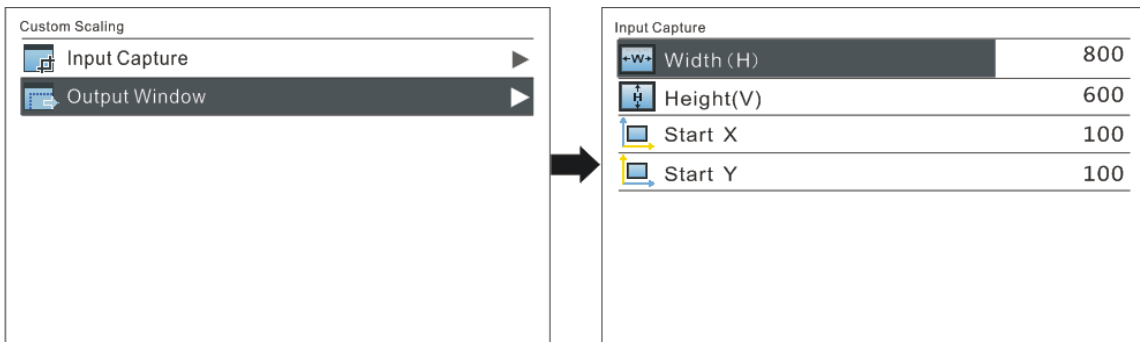 Custom Scaling
Input Capture
Output Window
Input Capture
W Width(H) 800
H Height(V) 600
Start X 100
Start Y 100